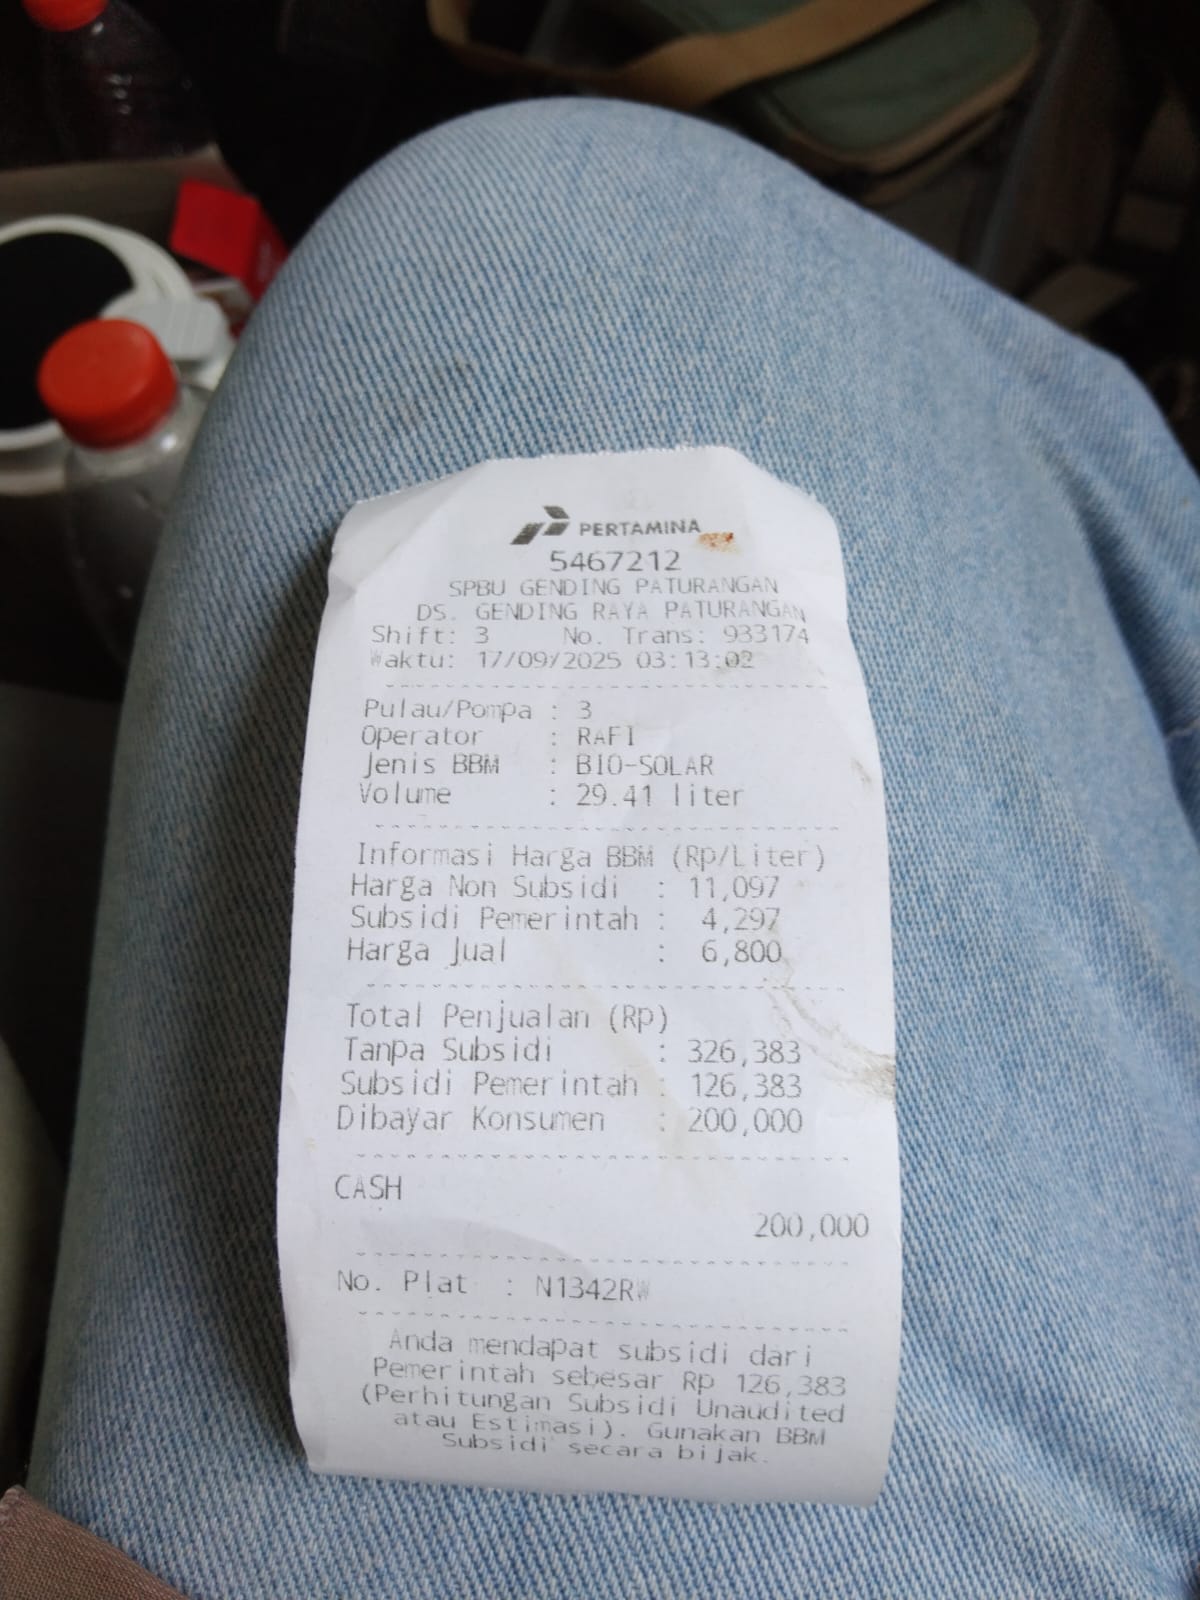 PERTAMINA
5467212
SPBU GENDING PATURANGAN
DS. GENDING RAYA PATURANGAN
Shift: 3 No. Trans: 933174
Waktu: 17/09/2025 03:13:02
Pulau/Pompa : 3
Operator : RAFI
Jenis BBM : BIO-SOLAR
Volume : 29.41 liter
Informasi Harga BBM (Rp/Liter)
Harga Non Subsidi : 11,097
Subsidi Pemerintah : 4,297
Harga Jual : 6,800
Total Penjualan (Rp)
Tanpa Subsidi : 326,383
Subsidi Pemerintah : 126,383
Dibayar Konsumen : 200,000
CASH
200,000
No. Plat : N1342RW
Anda mendapat subsidi dari
Pemerintah sebesar Rp 126,383
(Perhitungan Subsidi Unaudited
atau Estimasi). Gunakan BBM
Subsidi secara bijak.